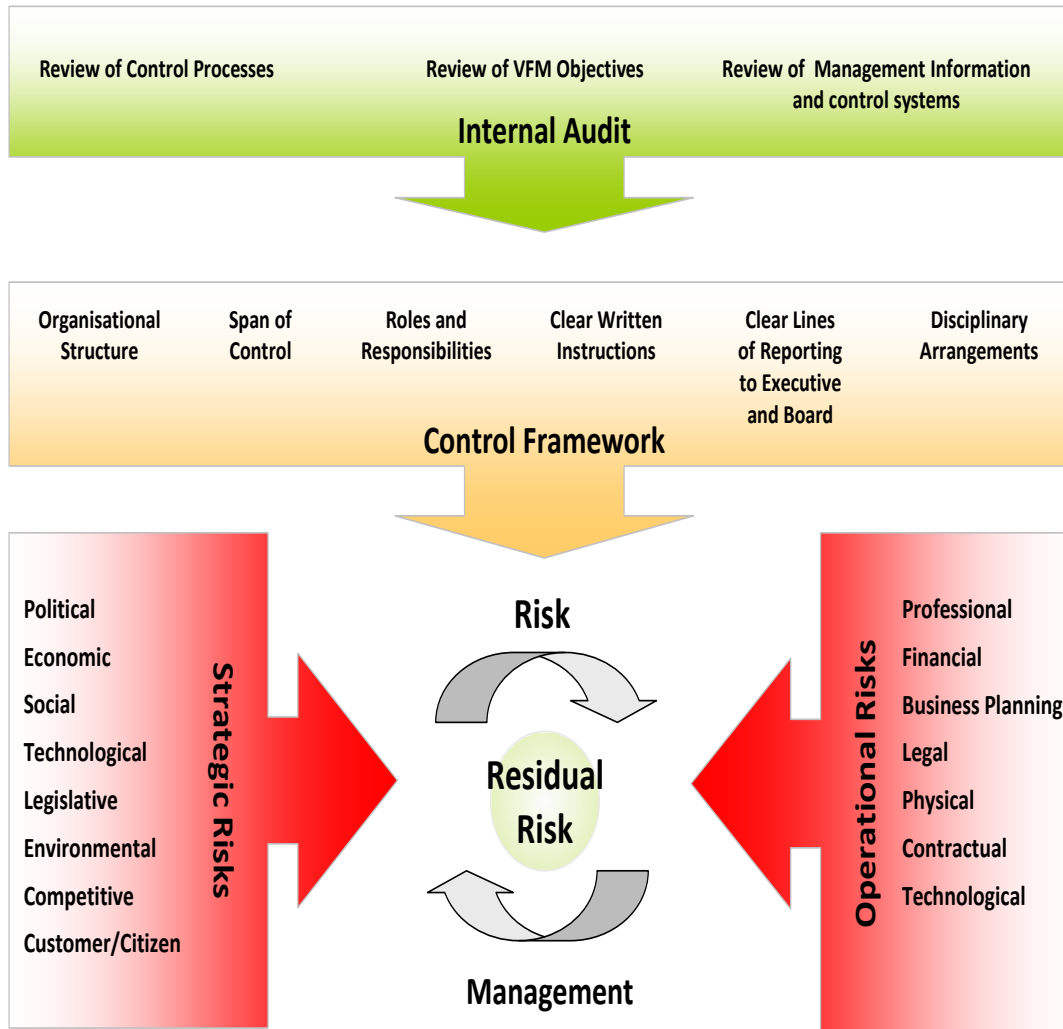 Review of Control Processes
Review of VFM Objectives
Review of Management Information
and control systems
Internal Audit
Organisational
Structure
Span of
Control
Roles and
Responsibilities
Clear Written
Instructions
Clear Lines
of Reporting
to Executive
and Board
Disciplinary
Arrangements
Control Framework
Political
Economic
Social
Technological
Legislative
Environmental
Competitive
Customer/Citizen
Strategic Risks
Risk
Residual
Risk
Management
Operational Risks
Professional
Financial
Business Planning
Legal
Physical
Contractual
Technological